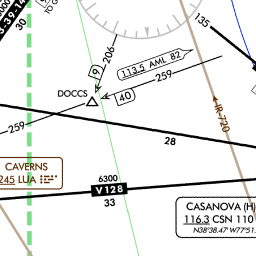 30
TO G
135
206
9
113.5 AML 82
259
DOCCS
40
259
IR-720
28
CAVERNS
245 LUA
6300
V128
33
CASANOVA (H)
116.3 CSN 110
N38°38.47' W77°51.